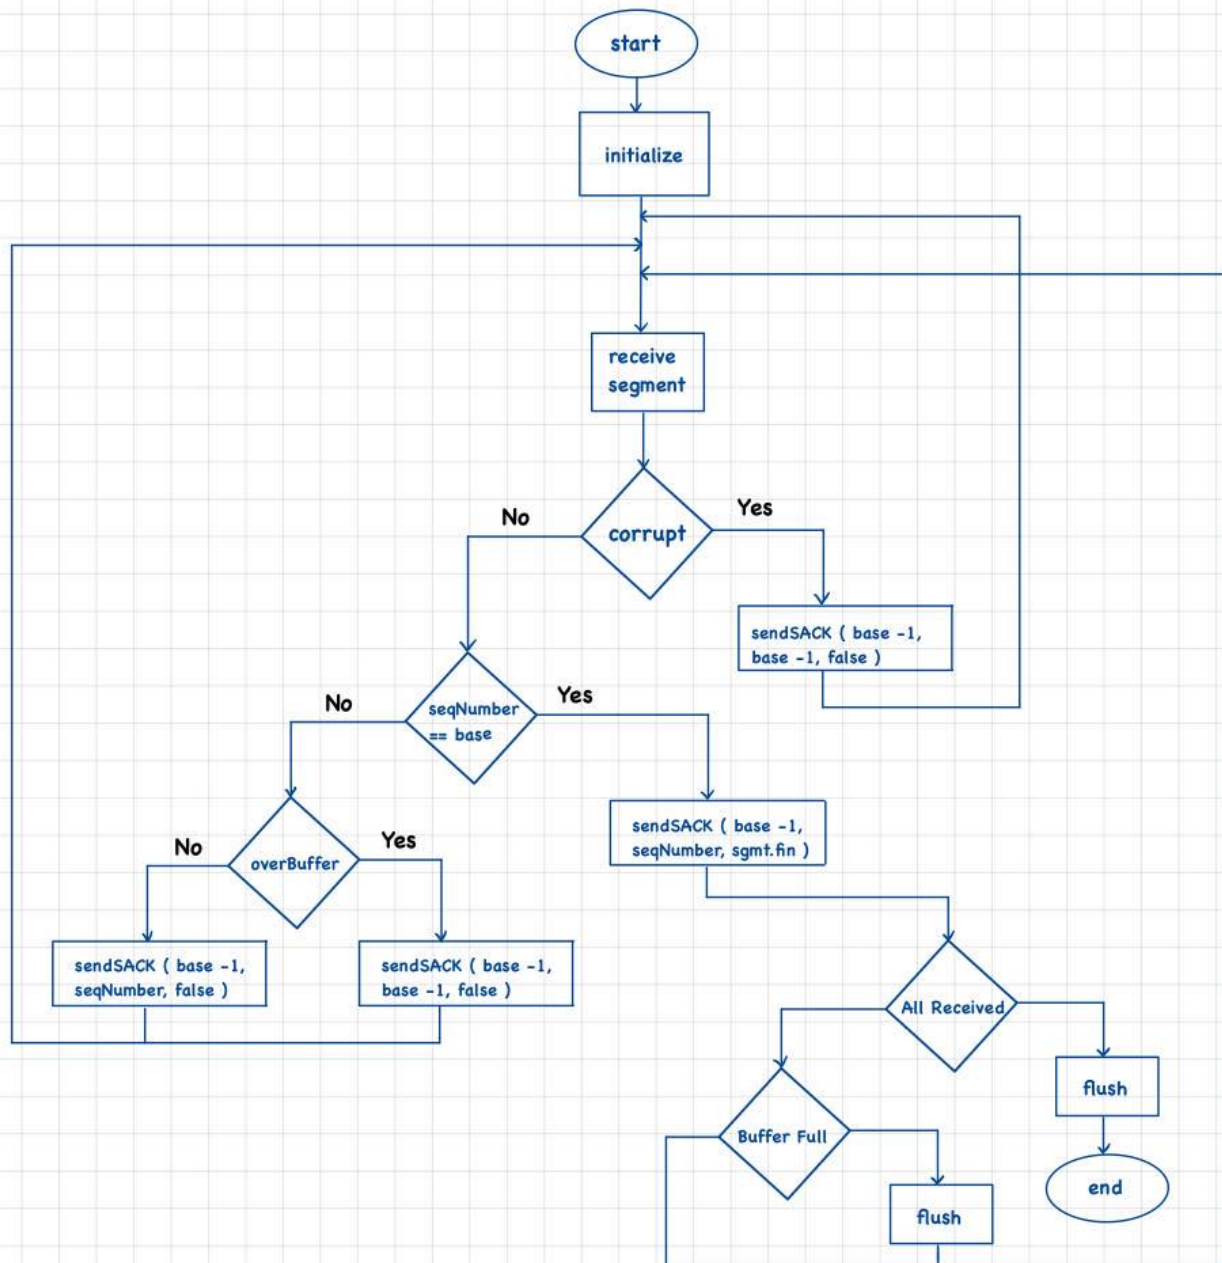 start
initialize
receive
segment
No
Yes
corrupt
sendSACK ( base -1,
base -1, false )
No
Yes
seqNumber
== base
No
Yes
overBuffer
sendSACK ( base -1,
seqNumber, sgmt.fin )
sendSACK ( base -1,
seqNumber, false )
sendSACK ( base -1,
base -1, false )
All Received
flush
Buffer Full
end
flush